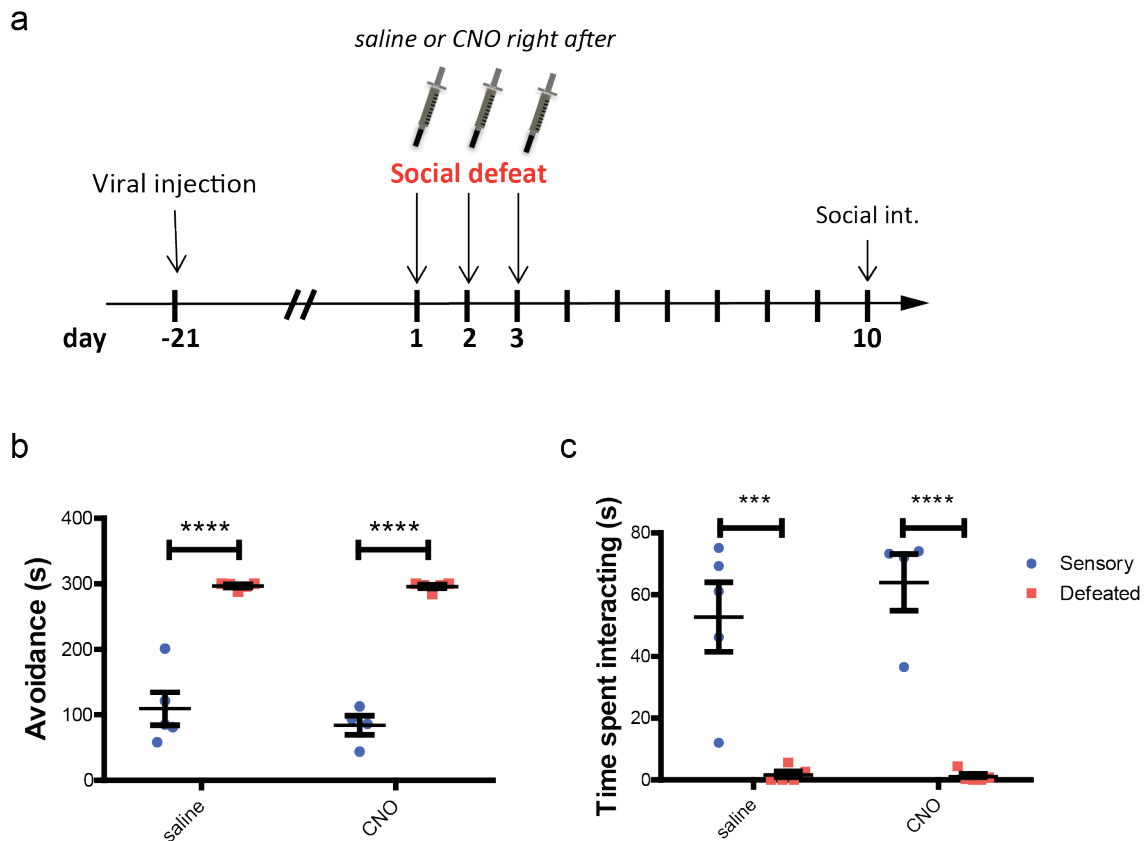 a
saline or CNO right after
Social defeat
Viral injection
Social int.
day -21 1 2 3 10
b
Avoidance (s)
400
300
200
100
0
**** ****
saline CNO
c
Time spent interacting (s)
80
60
40
20
0
*** ****
saline CNO
Sensory
Defeated